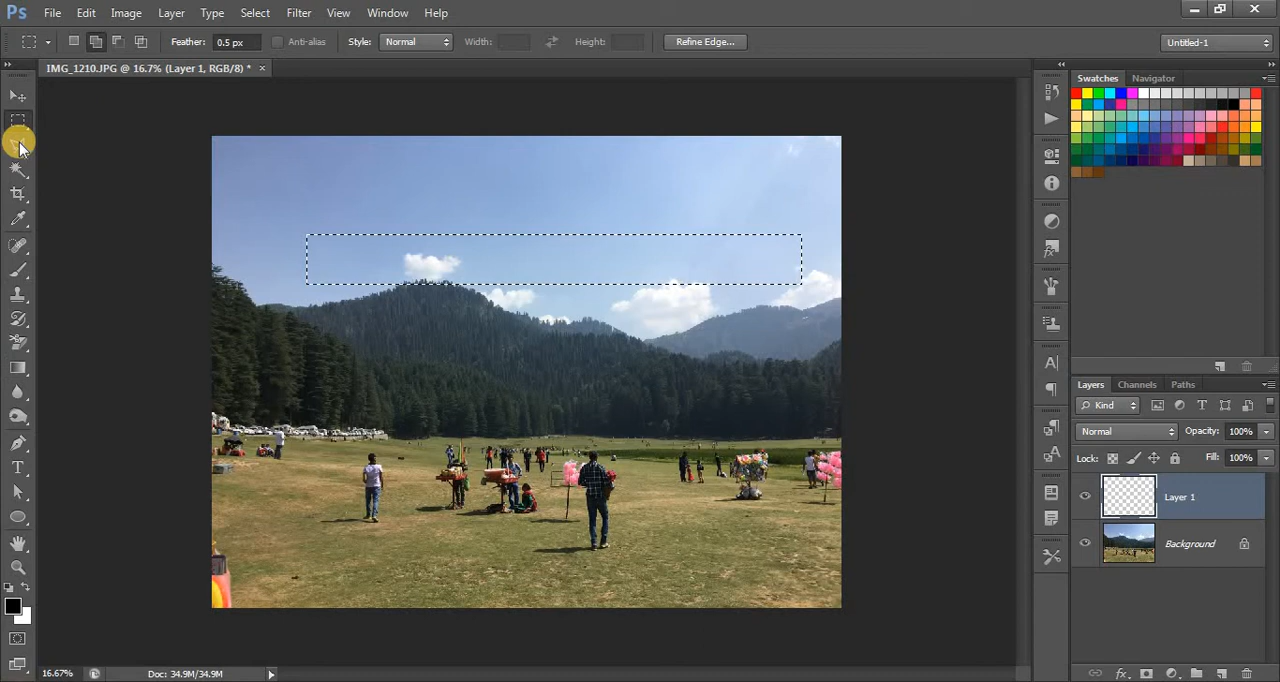 Ps File Edit Image Layer Type Select Filter View Window Help
Feather: 0.5 px Anti-alias Style: Normal Width: Height: Refine Edge... Untitled-1
IMG_1210.JPG @ 16.7% (Layer 1, RGB/8) * ×
Swatches Navigator
Layers Channels Paths
Kind T
Normal Opacity: 100%
Lock: Fill: 100%
Layer 1
Background
T
A
16.67% Doc: 34.9M/34.9M
fx